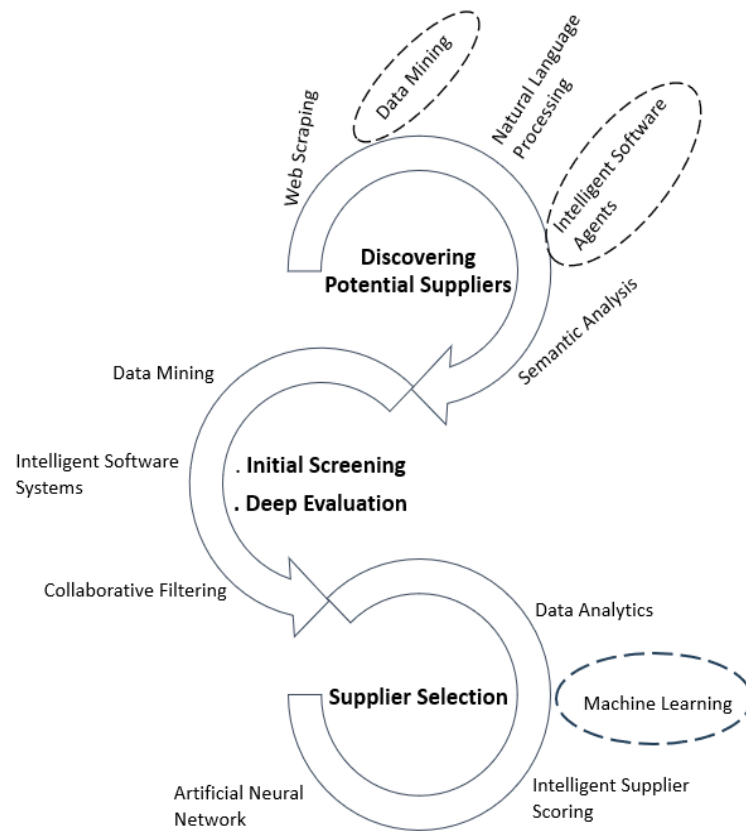 Web Scraping
Data Mining
Natural Language
Processing
Intelligent Software
Agents
Semantic Analysis
Discovering
Potential Suppliers
Data Mining
Intelligent Software
Systems
Collaborative Filtering
. Initial Screening
. Deep Evaluation
Data Analytics
Machine Learning
Intelligent Supplier
Scoring
Artificial Neural
Network
Supplier Selection